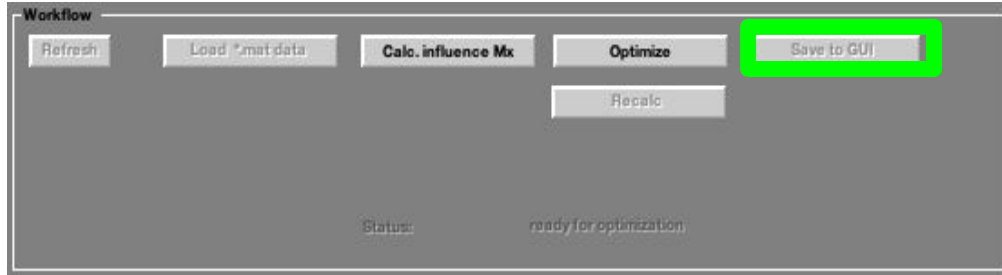 Workflow
Refresh Load *.mat data Calc. influence Mx Optimize Save to GUI
Recalc
Status: ready for optimization